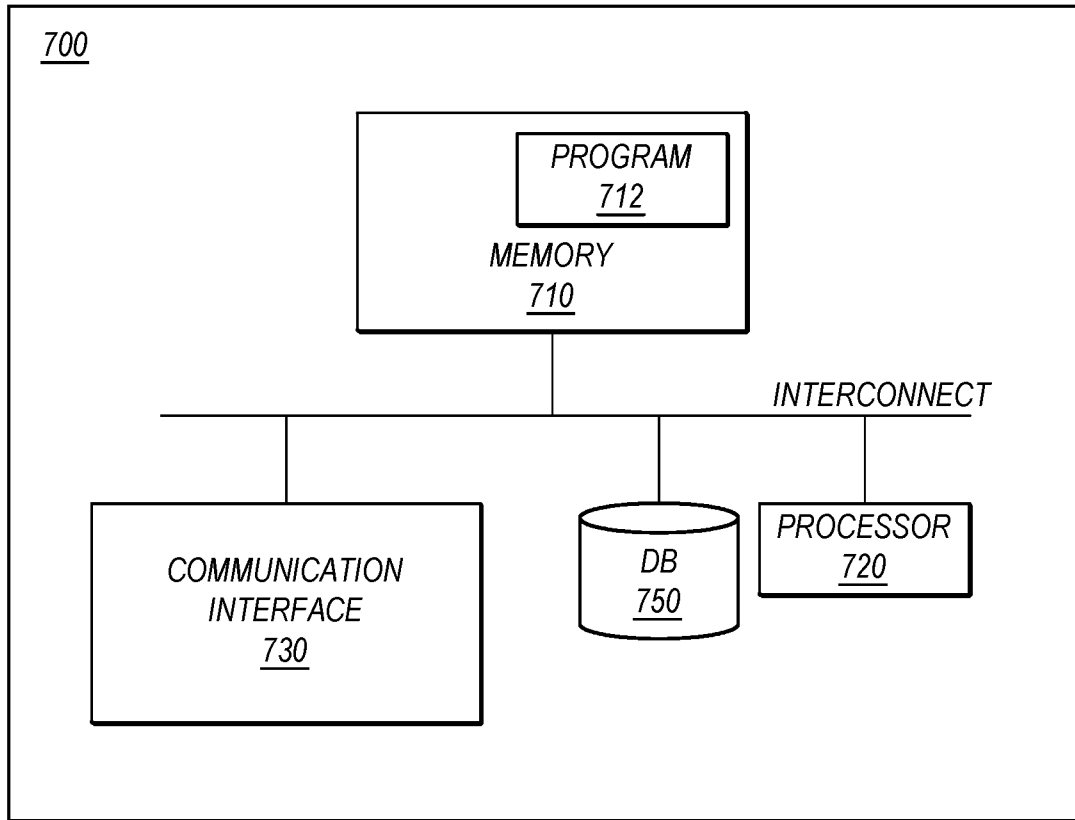 700
PROGRAM
712
MEMORY
710
INTERCONNECT
COMMUNICATION
INTERFACE
730
DB
750
PROCESSOR
720